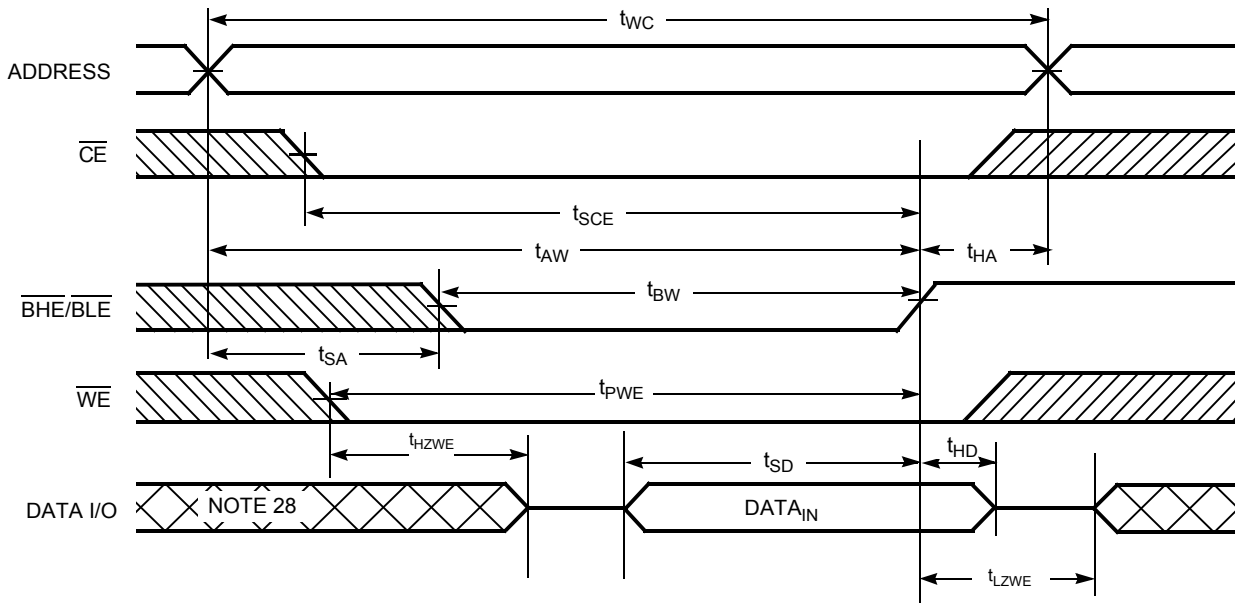 tWC
ADDRESS
CE
tSCE
tAW
tHA
BHE/BLE
tBW
tSA
WE
tPWE
tHZWE
tSD
tHD
DATA I/O
NOTE 28
DATAIN
tLZWE